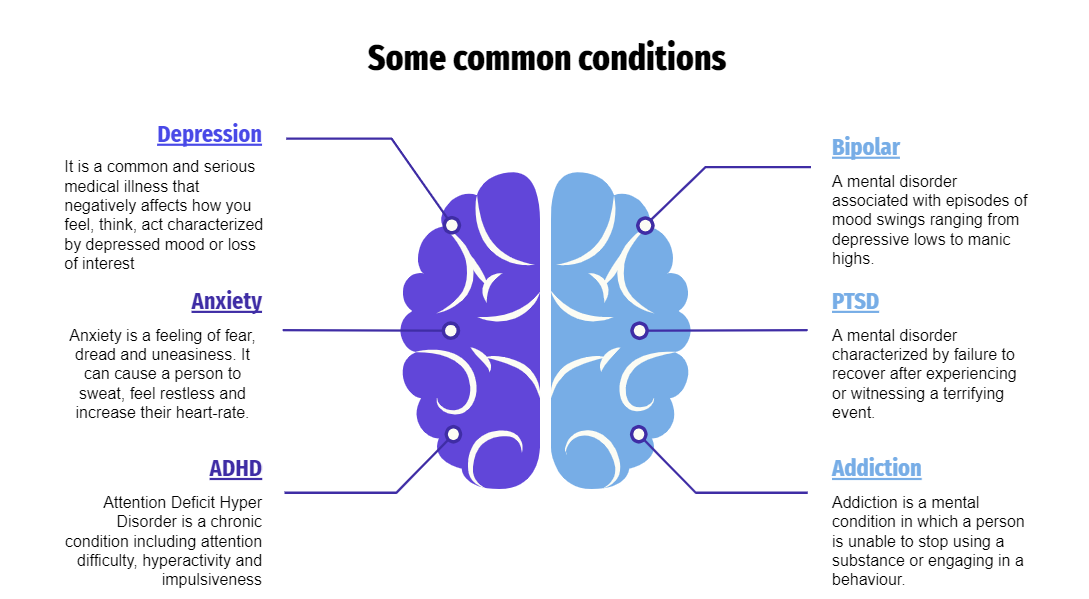 Some common conditions
Depression
It is a common and serious
medical illness that
negatively affects how you
feel, think, act characterized
by depressed mood or loss
of interest
Anxiety
Anxiety is a feeling of fear,
dread and uneasiness. It
can cause a person to
sweat, feel restless and
increase their heart-rate.
ADHD
Attention Deficit Hyper
Disorder is a chronic
condition including attention
difficulty, hyperactivity and
impulsiveness
Bipolar
A mental disorder
associated with episodes of
mood swings ranging from
depressive lows to manic
highs.
PTSD
A mental disorder
characterized by failure to
recover after experiencing
or witnessing a terrifying
event.
Addiction
Addiction is a mental
condition in which a person
is unable to stop using a
substance or engaging in a
behaviour.